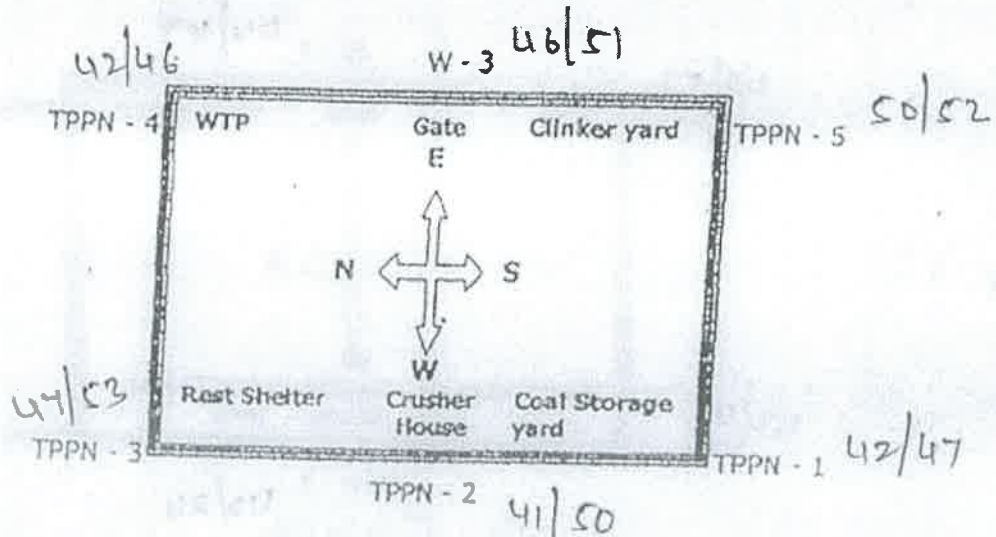 42/46 W-3 46/51
TPPN - 4 WTP Gate Clinker yard TPPN - 5 50/52
E
N S
W
47/53 Rest Shelter Crusher House Coal Storage yard
TPPN - 3 TPPN - 1 42/47
TPPN - 2 41/50